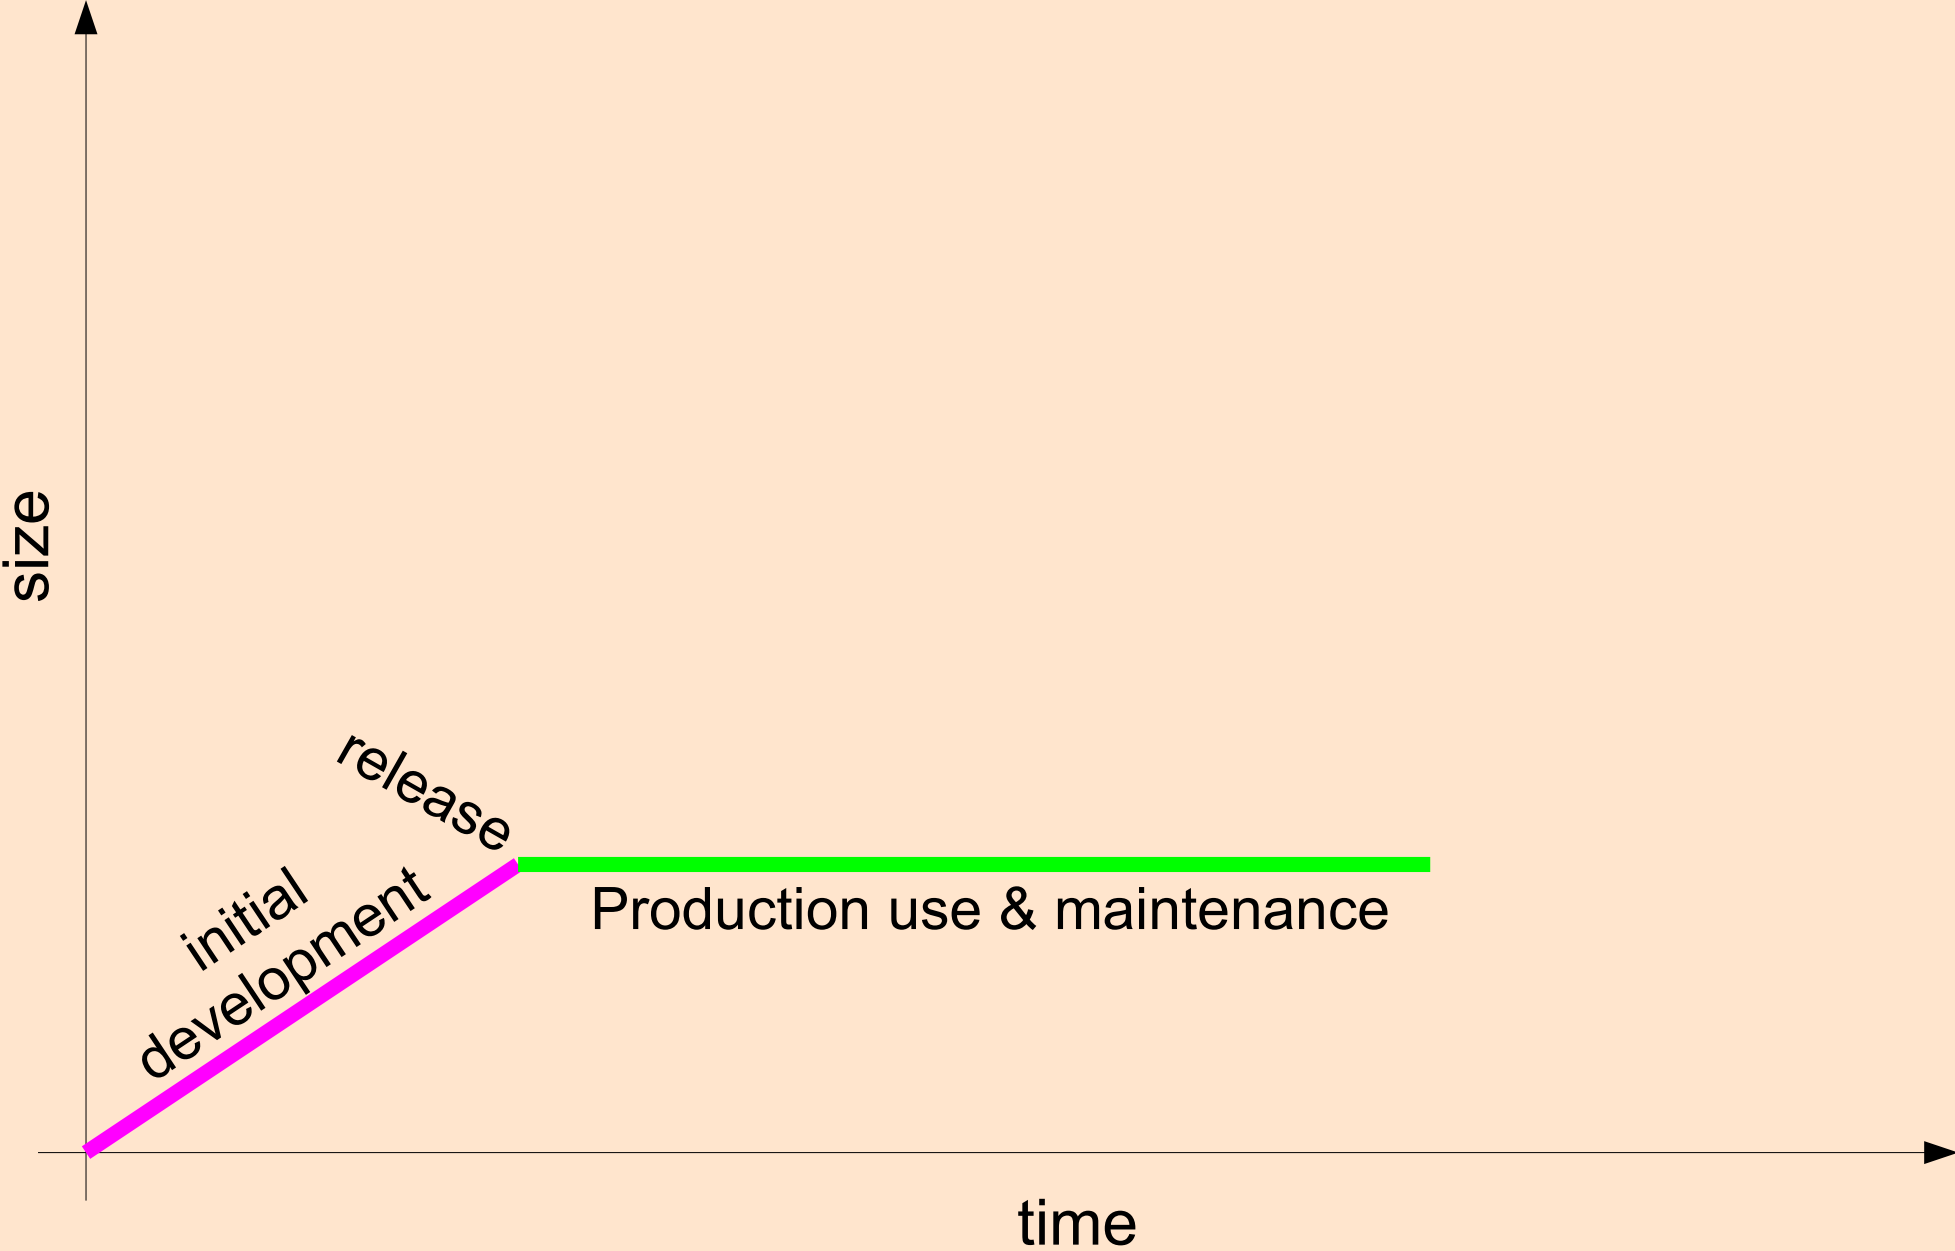 size
release
initial
development
Production use & maintenance
time